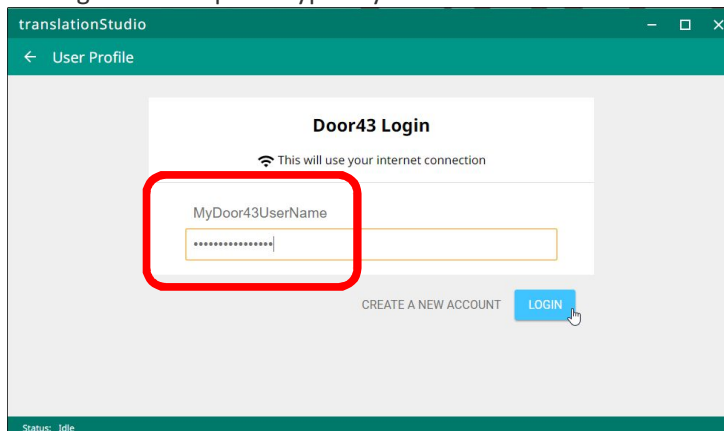 translationStudio
← User Profile
Door43 Login
This will use your internet connection
MyDoor43UserName
••••••••••••••••
CREATE A NEW ACCOUNT LOGIN
Status: Idle